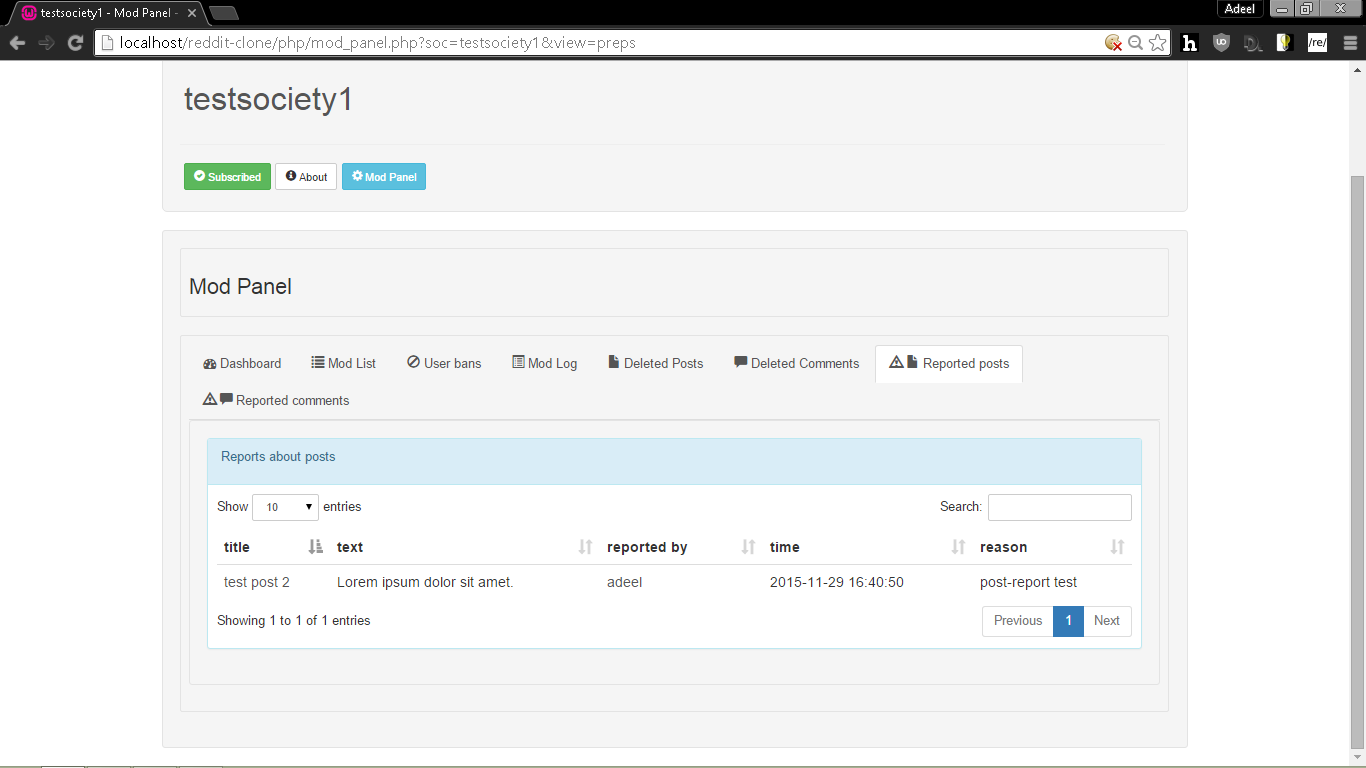 testsociety1 - Mod Panel -
Adeel
localhost/reddit-clone/php/mod_panel.php?soc=testsociety1&view=preps
h
UO
/re/
testsociety1
Subscribed About Mod Panel
Mod Panel
Dashboard Mod List User bans Mod Log Deleted Posts Deleted Comments Reported posts
Reported comments
Reports about posts
Show 10 entries Search:
title text reported by time reason
test post 2 Lorem ipsum dolor sit amet. adeel 2015-11-29 16:40:50 post-report test
Showing 1 to 1 of 1 entries Previous 1 Next